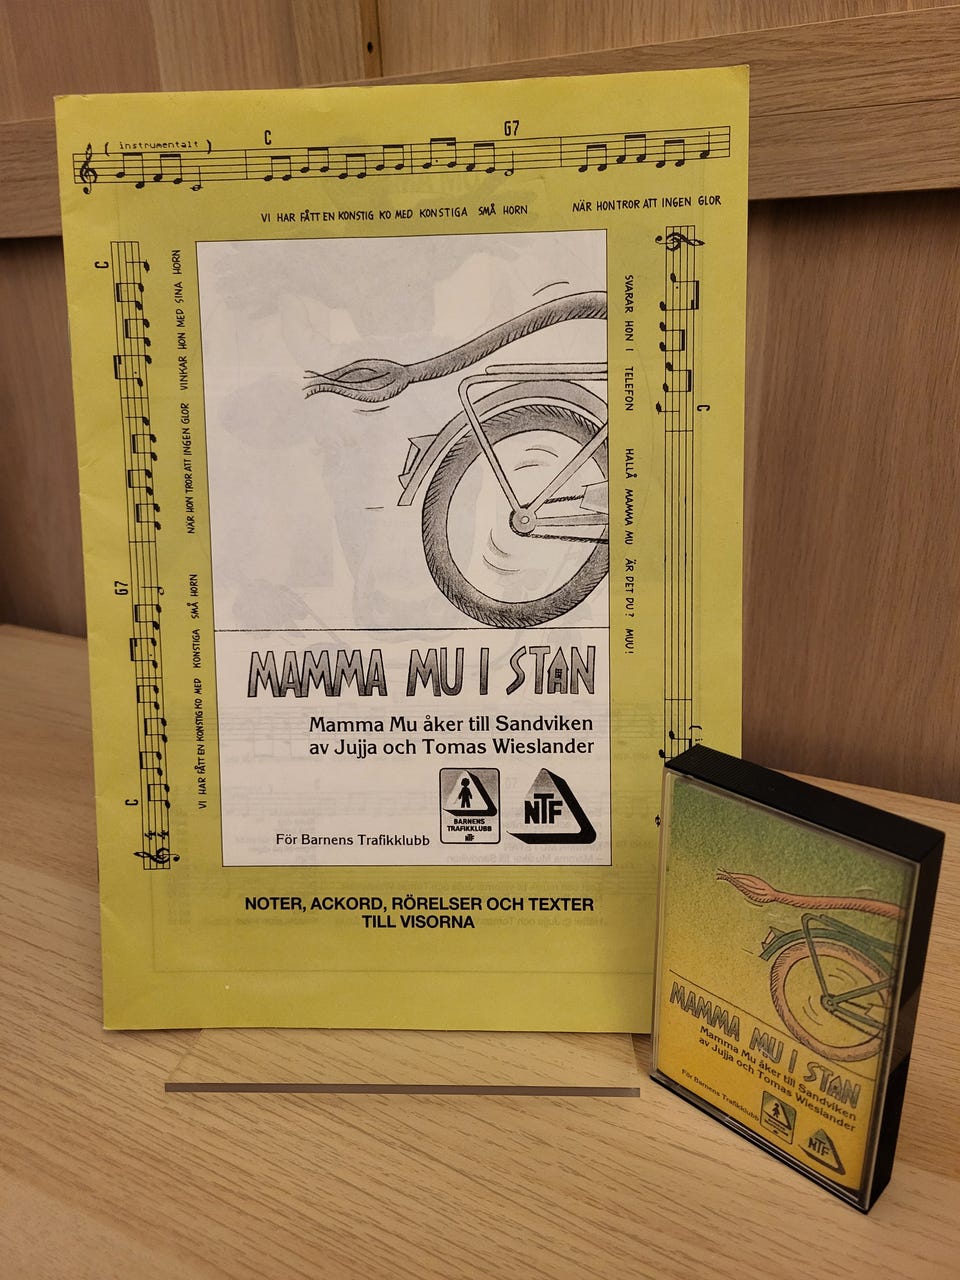 ( instrumentalt )
C
G7
VI HAR FÅTT EN KONSTIG KO MED KONSTIGA SMÅ HORN
NÄR HON TROR ATT INGEN GLOR
SVARAR HON I TELEFON
HALLÅ MAMMA MU ÄR DET DU? MUU!
C
VI HAR FÅTT EN KONSTIG KO MED KONSTIGA SMÅ HORN
NÄR HON TROR ATT INGEN GLOR
VINKAR HON MED SINA HORN
C
G7
C
MAMMA MU I STAN
Mamma Mu åker till Sandviken
av Jujja och Tomas Wieslander
BARNENS
TRAFIKKLUBB
NTF
NTF
För Barnens Trafikklubb
NOTER, ACKORD, RÖRELSER OCH TEXTER
TILL VISORNA
MAMMA MU I STAN
Mamma Mu åker till Sandviken
av Jujja och Tomas Wieslander
För Barnens Trafikklubb
NTF